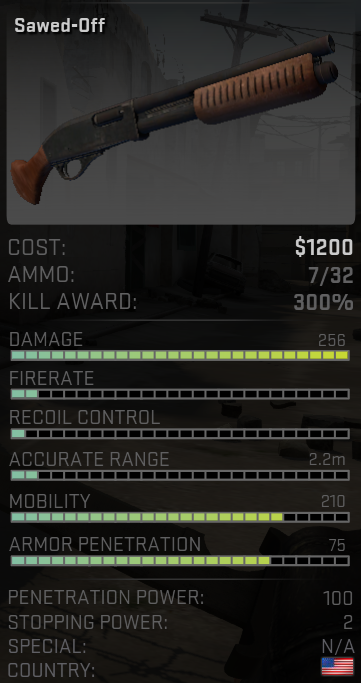 Sawed-Off
COST: $1200
AMMO: 7/32
KILL AWARD: 300%
DAMAGE 256
FIRERATE
RECOIL CONTROL
ACCURATE RANGE 2.2m
MOBILITY 210
ARMOR PENETRATION 75
PENETRATION POWER: 100
STOPPING POWER: 2
SPECIAL: N/A
COUNTRY: